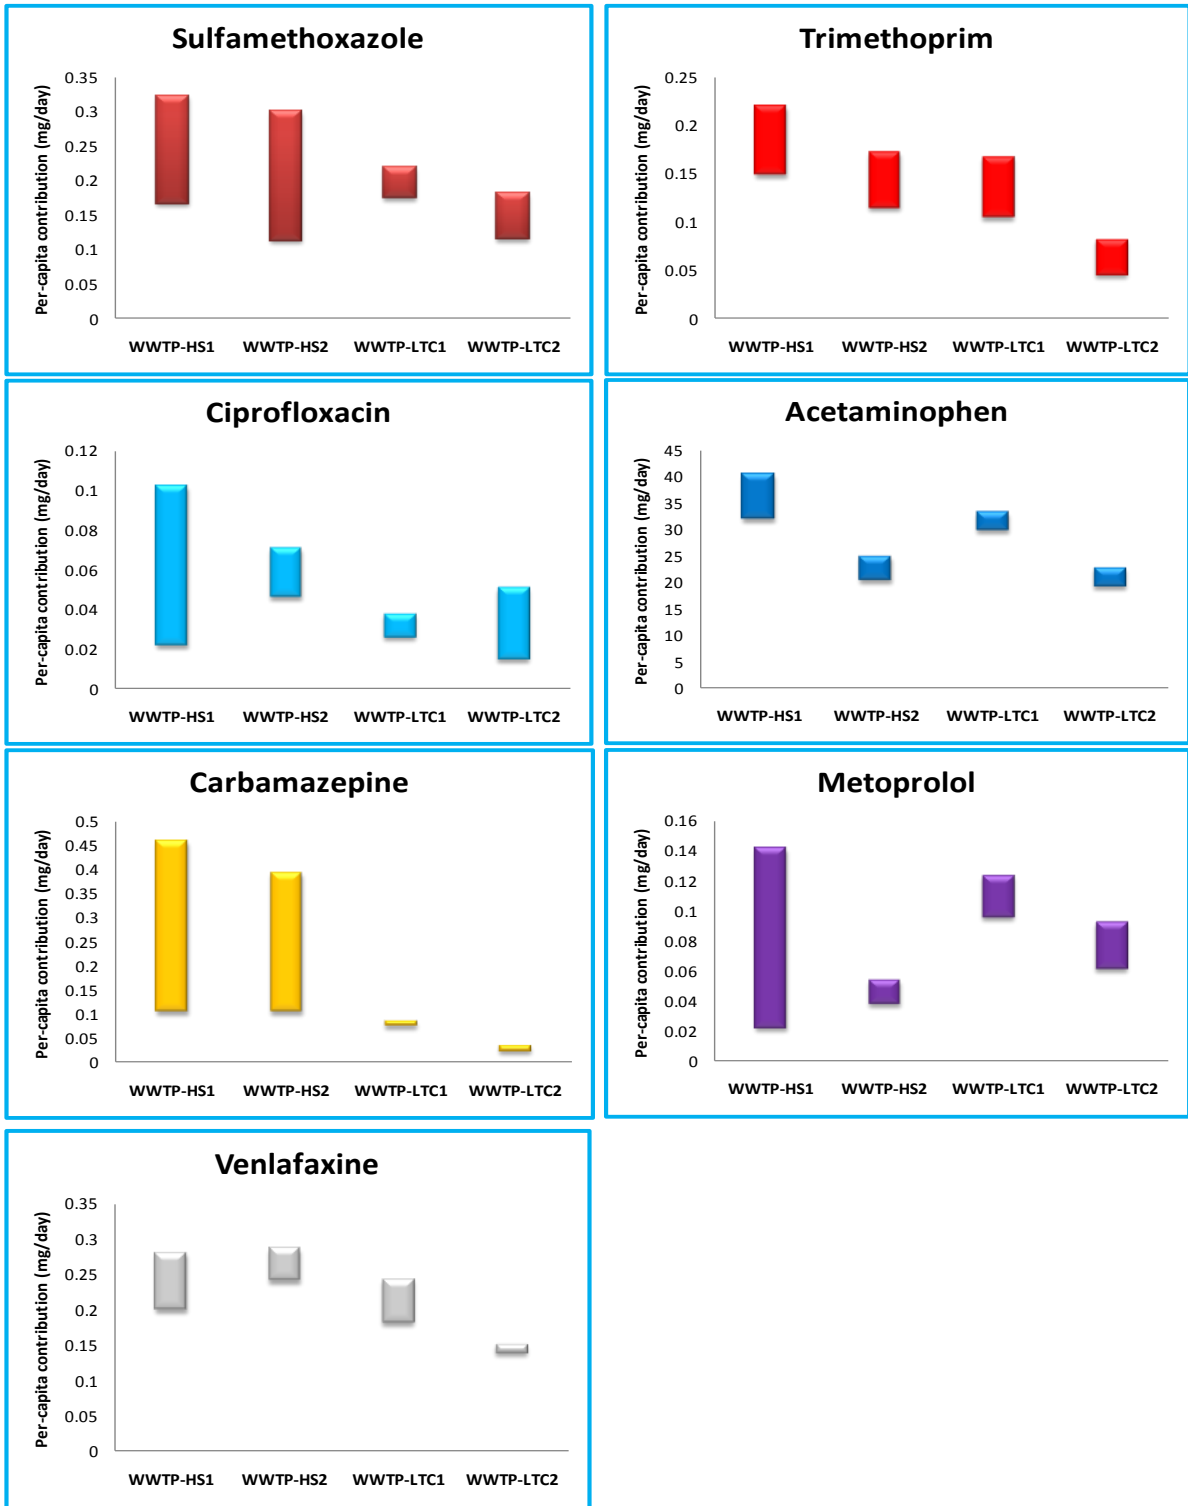 Sulfamethoxazole
Per-capita contribution (mg/day)
0.35
0.3
0.25
0.2
0.15
0.1
0.05
0
WWTP-HS1 WWTP-HS2 WWTP-LTC1 WWTP-LTC2
Trimethoprim
Per-capita contribution (mg/day)
0.25
0.2
0.15
0.1
0.05
0
WWTP-HS1 WWTP-HS2 WWTP-LTC1 WWTP-LTC2
Ciprofloxacin
Per-capita contribution (mg/day)
0.12
0.1
0.08
0.06
0.04
0.02
0
WWTP-HS1 WWTP-HS2 WWTP-LTC1 WWTP-LTC2
Acetaminophen
Per-capita contribution (mg/day)
45
40
35
30
25
20
15
10
5
0
WWTP-HS1 WWTP-HS2 WWTP-LTC1 WWTP-LTC2
Carbamazepine
Per-capita contribution (mg/day)
0.5
0.45
0.4
0.35
0.3
0.25
0.2
0.15
0.1
0.05
0
WWTP-HS1 WWTP-HS2 WWTP-LTC1 WWTP-LTC2
Metoprolol
Per-capita contribution (mg/day)
0.16
0.14
0.12
0.1
0.08
0.06
0.04
0.02
0
WWTP-HS1 WWTP-HS2 WWTP-LTC1 WWTP-LTC2
Venlafaxine
Per-capita contribution (mg/day)
0.35
0.3
0.25
0.2
0.15
0.1
0.05
0
WWTP-HS1 WWTP-HS2 WWTP-LTC1 WWTP-LTC2